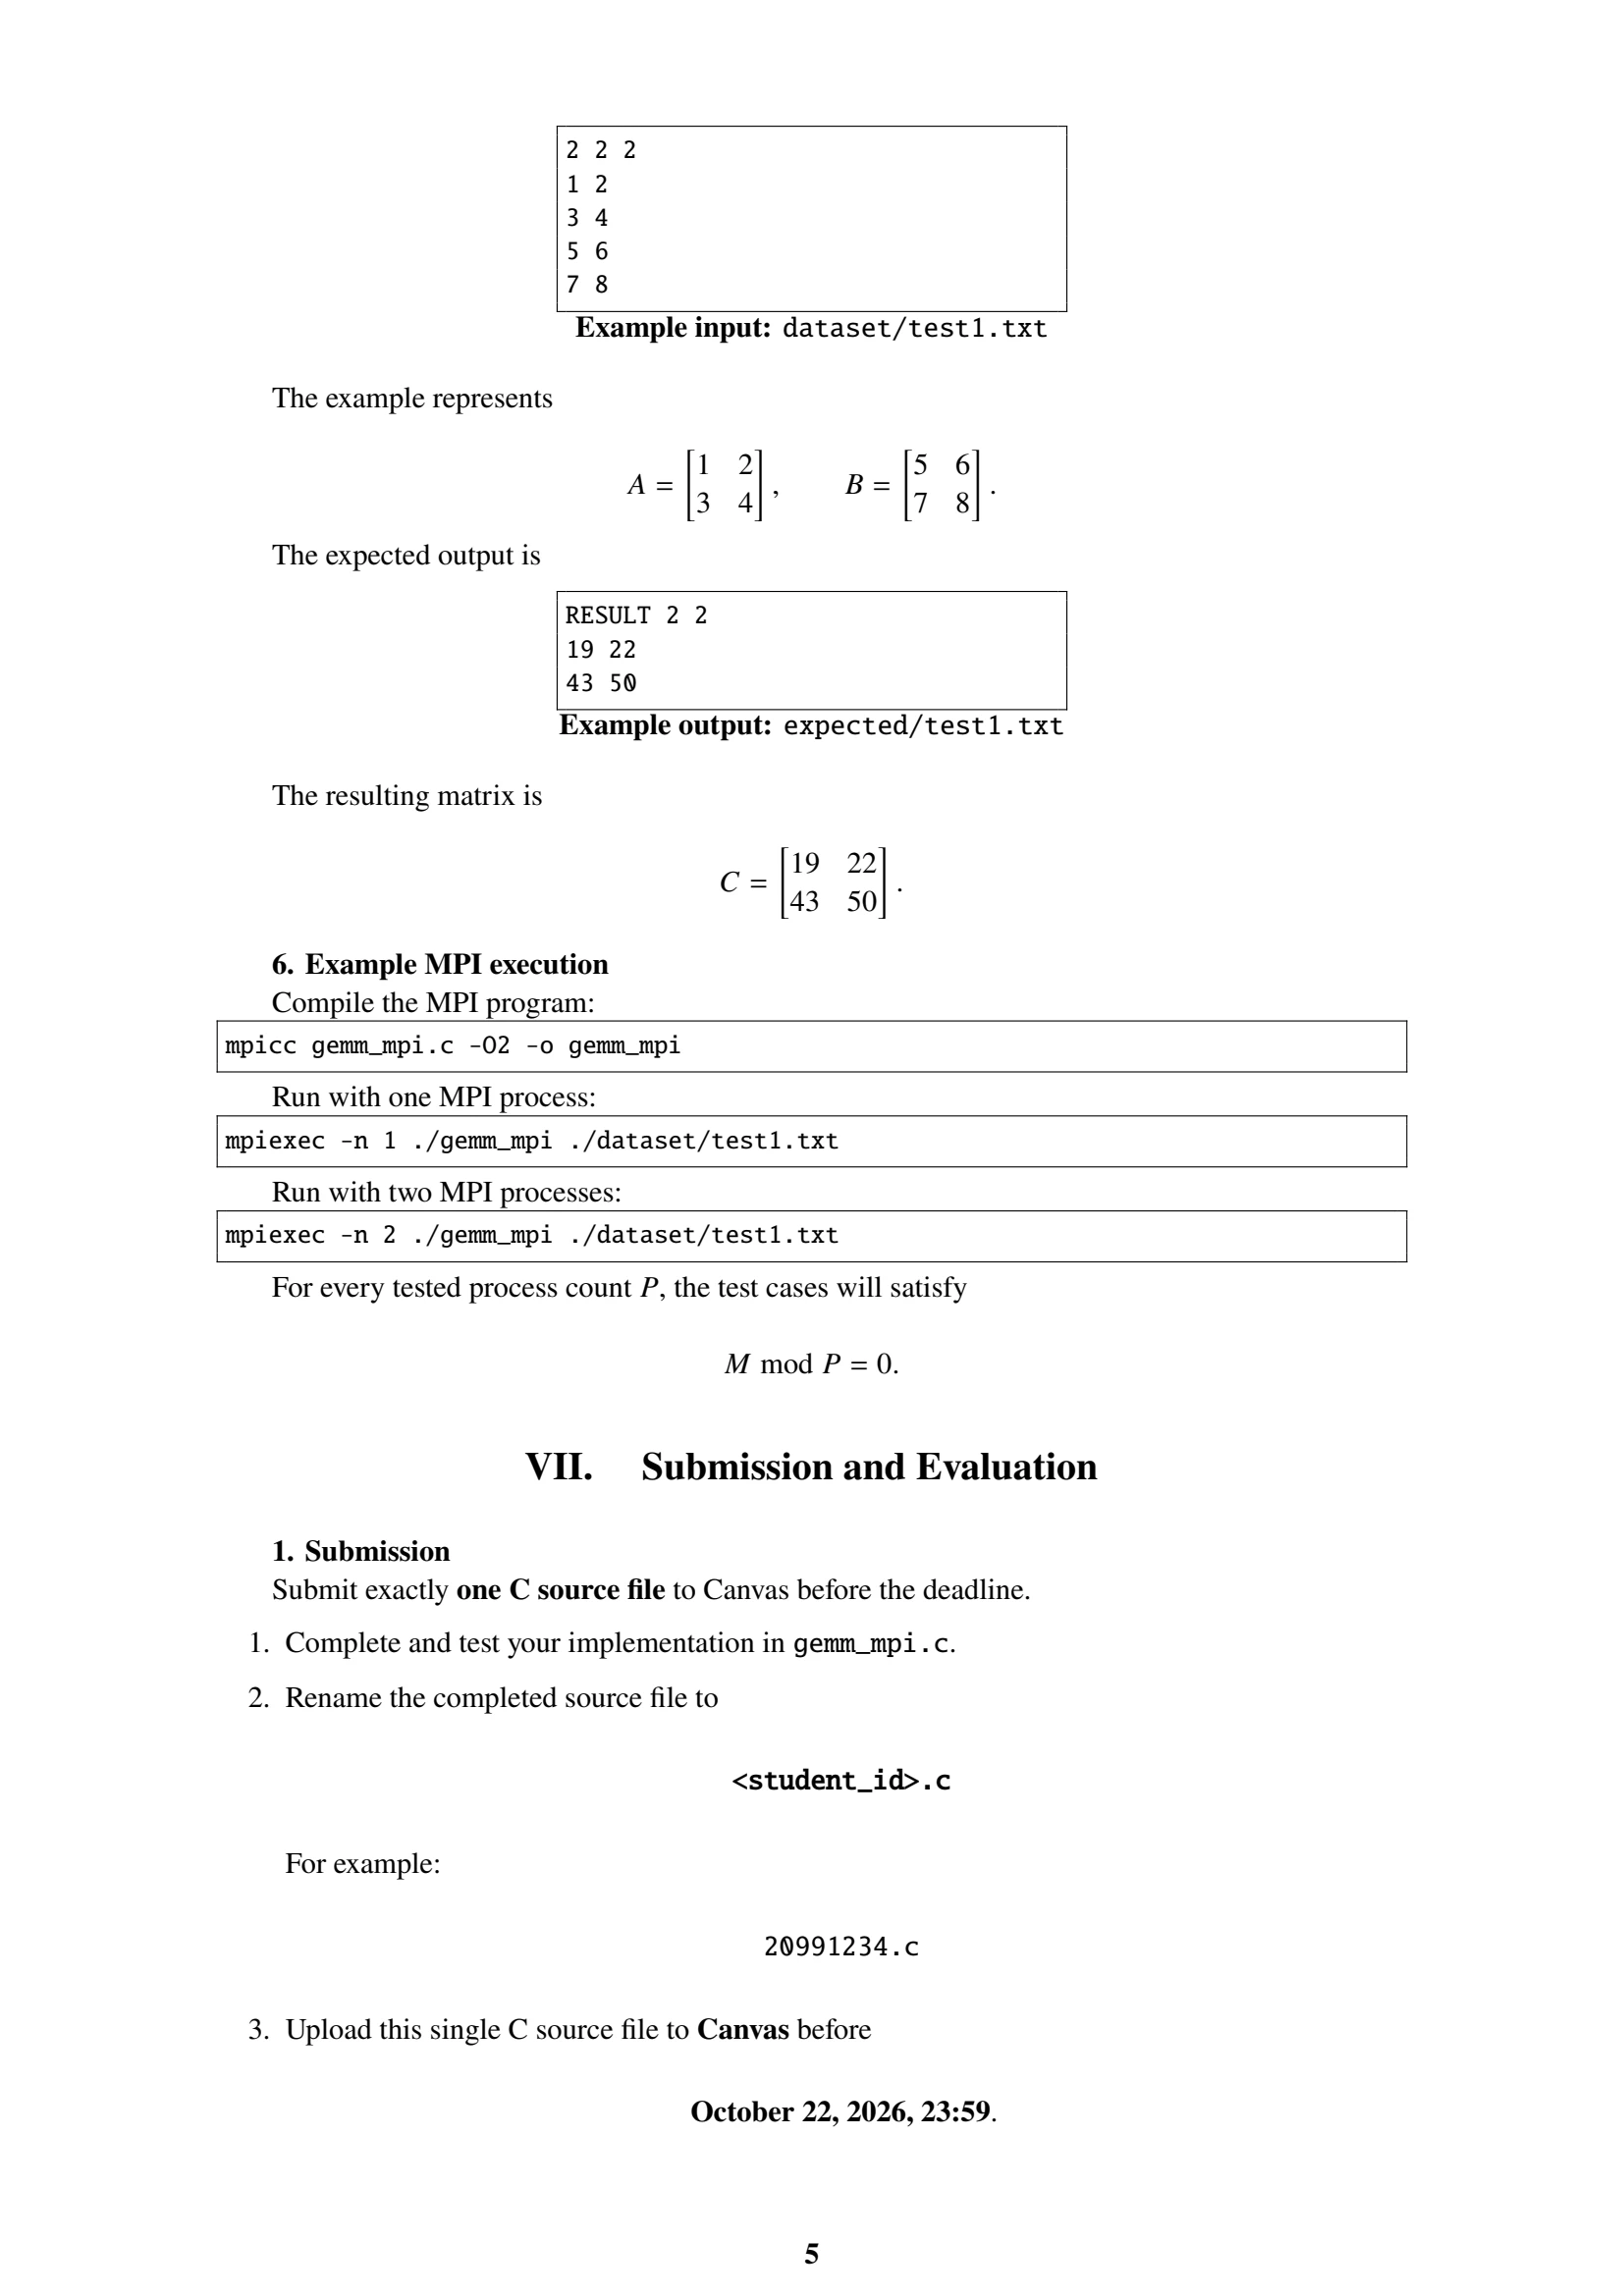 2 2 2
1 2
3 4
5 6
7 8
Example input: dataset/test1.txt
The example represents
A = [1 2
3 4], B = [5 6
7 8].
The expected output is
RESULT 2 2
19 22
43 50
Example output: expected/test1.txt
The resulting matrix is
C = [19 22
43 50].
6. Example MPI execution
Compile the MPI program:
mpicc gemm_mpi.c -O2 -o gemm_mpi
Run with one MPI process:
mpiexec -n 1 ./gemm_mpi ./dataset/test1.txt
Run with two MPI processes:
mpiexec -n 2 ./gemm_mpi ./dataset/test1.txt
For every tested process count P, the test cases will satisfy
M mod P = 0.
VII. Submission and Evaluation
1. Submission
Submit exactly one C source file to Canvas before the deadline.
1. Complete and test your implementation in gemm_mpi.c.
2. Rename the completed source file to
<student_id>.c
For example:
20991234.c
3. Upload this single C source file to Canvas before
October 22, 2026, 23:59.
5